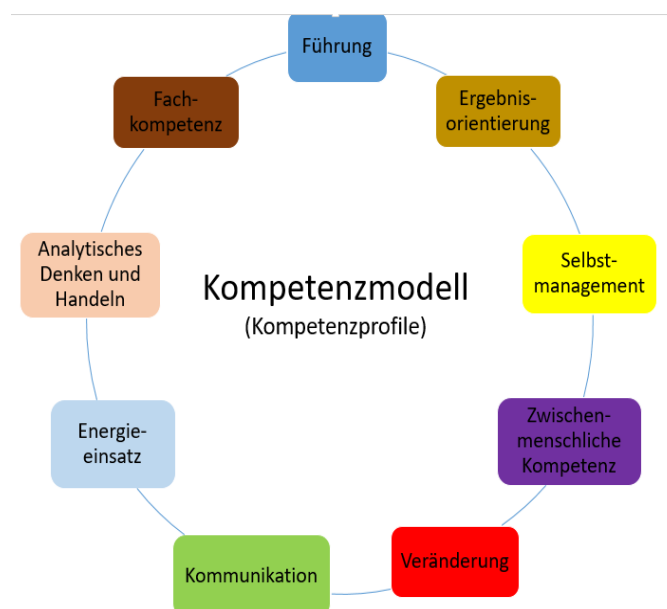 Führung
Ergebnis-
orientierung
Selbst-
management
Zwischen-
menschliche
Kompetenz
Veränderung
Kommunikation
Energie-
einsatz
Analytisches
Denken und
Handeln
Fach-
kompetenz
Kompetenzmodell
(Kompetenzprofile)